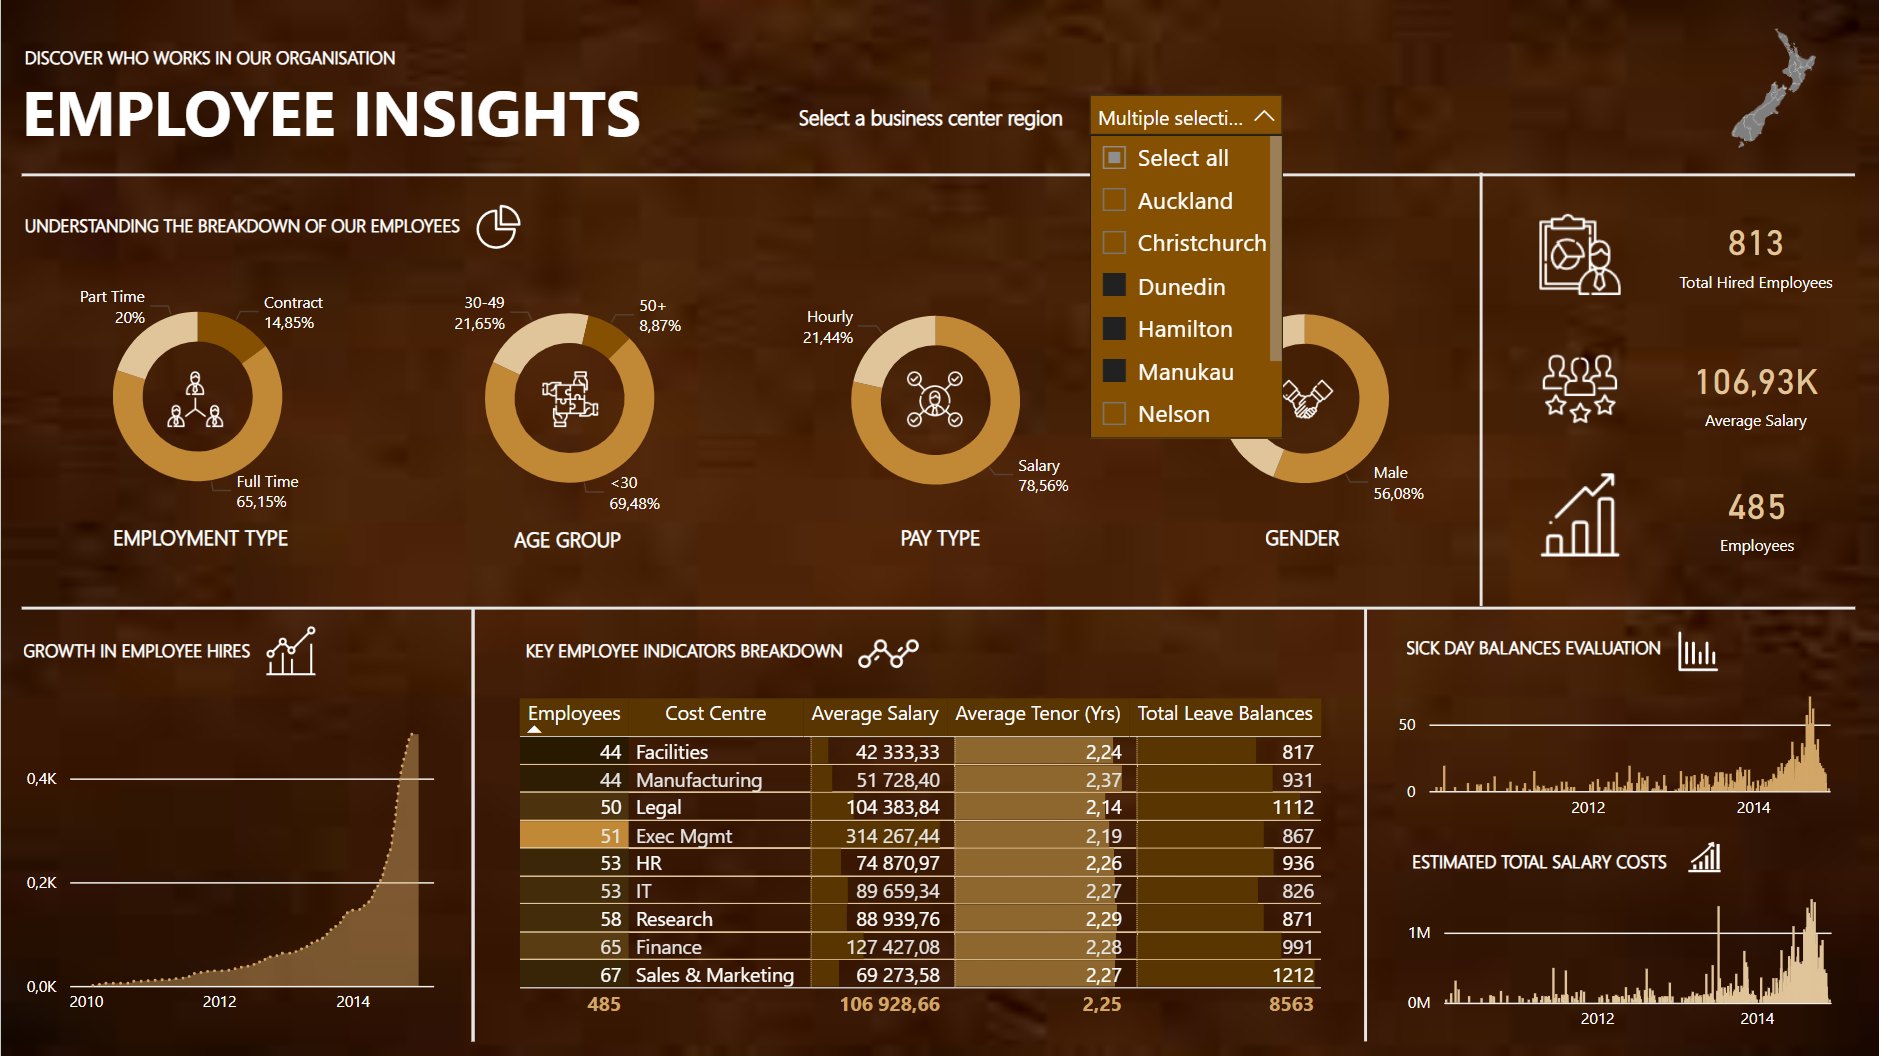 DISCOVER WHO WORKS IN OUR ORGANISATION
EMPLOYEE INSIGHTS
Select a business center region
Multiple selecti...
Select all
Auckland
Christchurch
Dunedin
Hamilton
Manukau
Nelson
UNDERSTANDING THE BREAKDOWN OF OUR EMPLOYEES
Part Time
20%
Contract
14,85%
Full Time
65,15%
EMPLOYMENT TYPE
30-49
21,65%
50+
8,87%
<30
69,48%
AGE GROUP
Hourly
21,44%
Salary
78,56%
PAY TYPE
Male
56,08%
GENDER
813
Total Hired Employees
106,93K
Average Salary
485
Employees
GROWTH IN EMPLOYEE HIRES
0,4K
0,2K
0,0K
2010 2012 2014
KEY EMPLOYEE INDICATORS BREAKDOWN
Employees Cost Centre Average Salary Average Tenor (Yrs) Total Leave Balances
44 Facilities 42 333,33 2,24 817
44 Manufacturing 51 728,40 2,37 931
50 Legal 104 383,84 2,14 1112
51 Exec Mgmt 314 267,44 2,19 867
53 HR 74 870,97 2,26 936
53 IT 89 659,34 2,27 826
58 Research 88 939,76 2,29 871
65 Finance 127 427,08 2,28 991
67 Sales & Marketing 69 273,58 2,27 1212
485 106 928,66 2,25 8563
SICK DAY BALANCES EVALUATION
50
0
2012 2014
ESTIMATED TOTAL SALARY COSTS
1M
0M
2012 2014